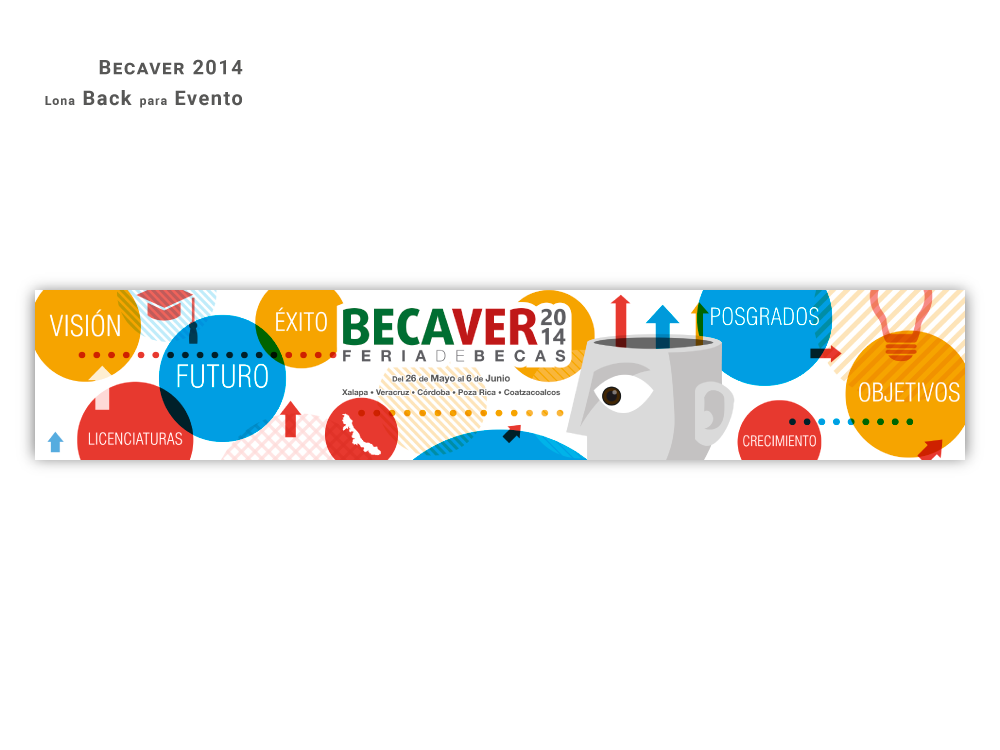 BECAVER 2014
Lona Back para Evento
VISIÓN
FUTURO
ÉXITO
LICENCIATURAS
BECAVER 2014
FERIA DE BECAS
Del 26 de Mayo al 6 de Junio
Xalapa • Veracruz • Córdoba • Poza Rica • Coatzacoalcos
POSGRADOS
OBJETIVOS
CRECIMIENTO